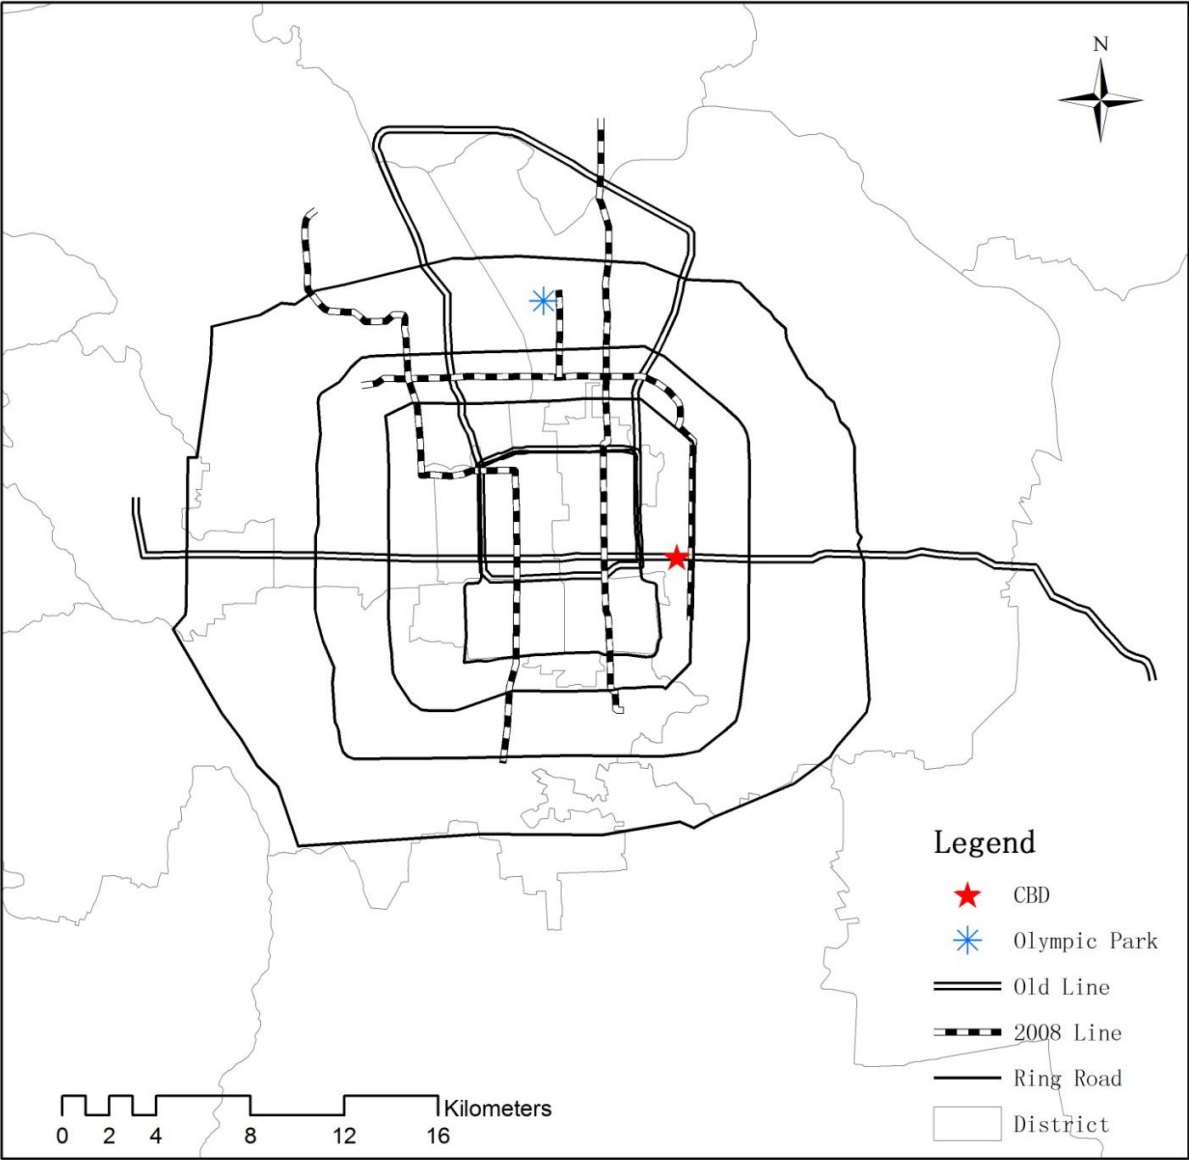 N
Legend
CBD
Olympic Park
Old Line
2008 Line
Ring Road
District
Kilometers
0 2 4 8 12 16